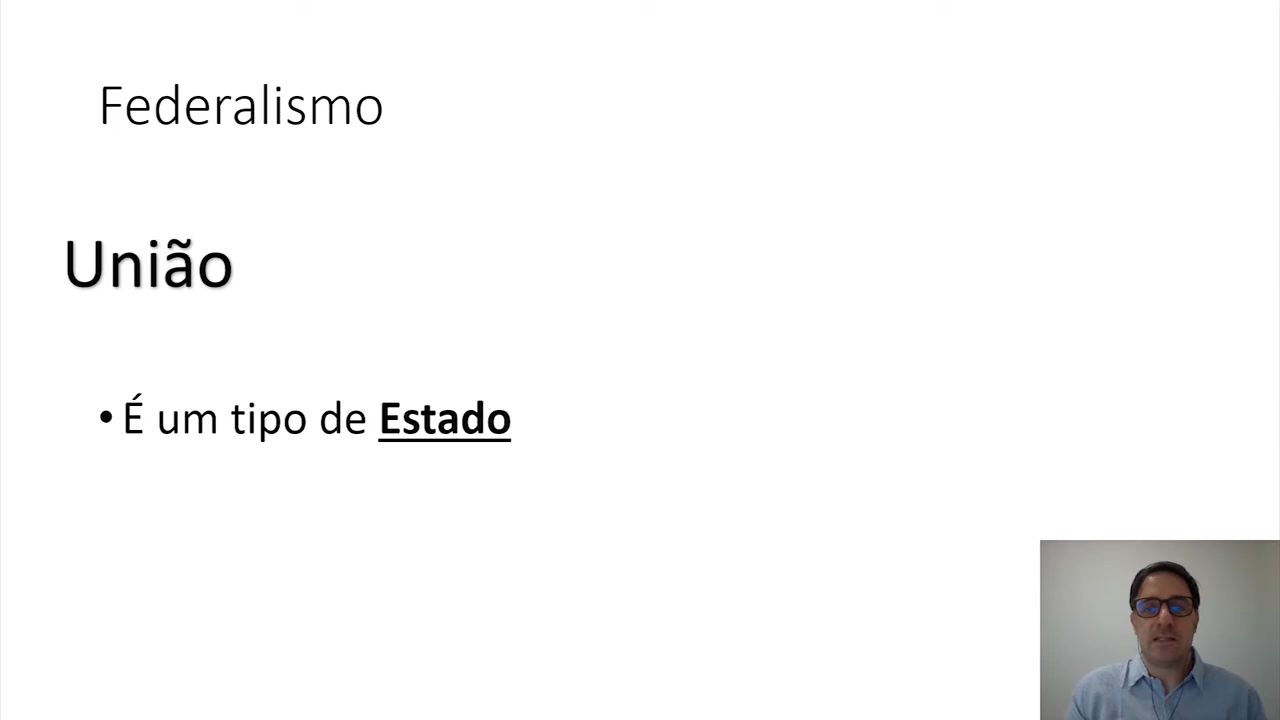 Federalismo
União
• É um tipo de Estado